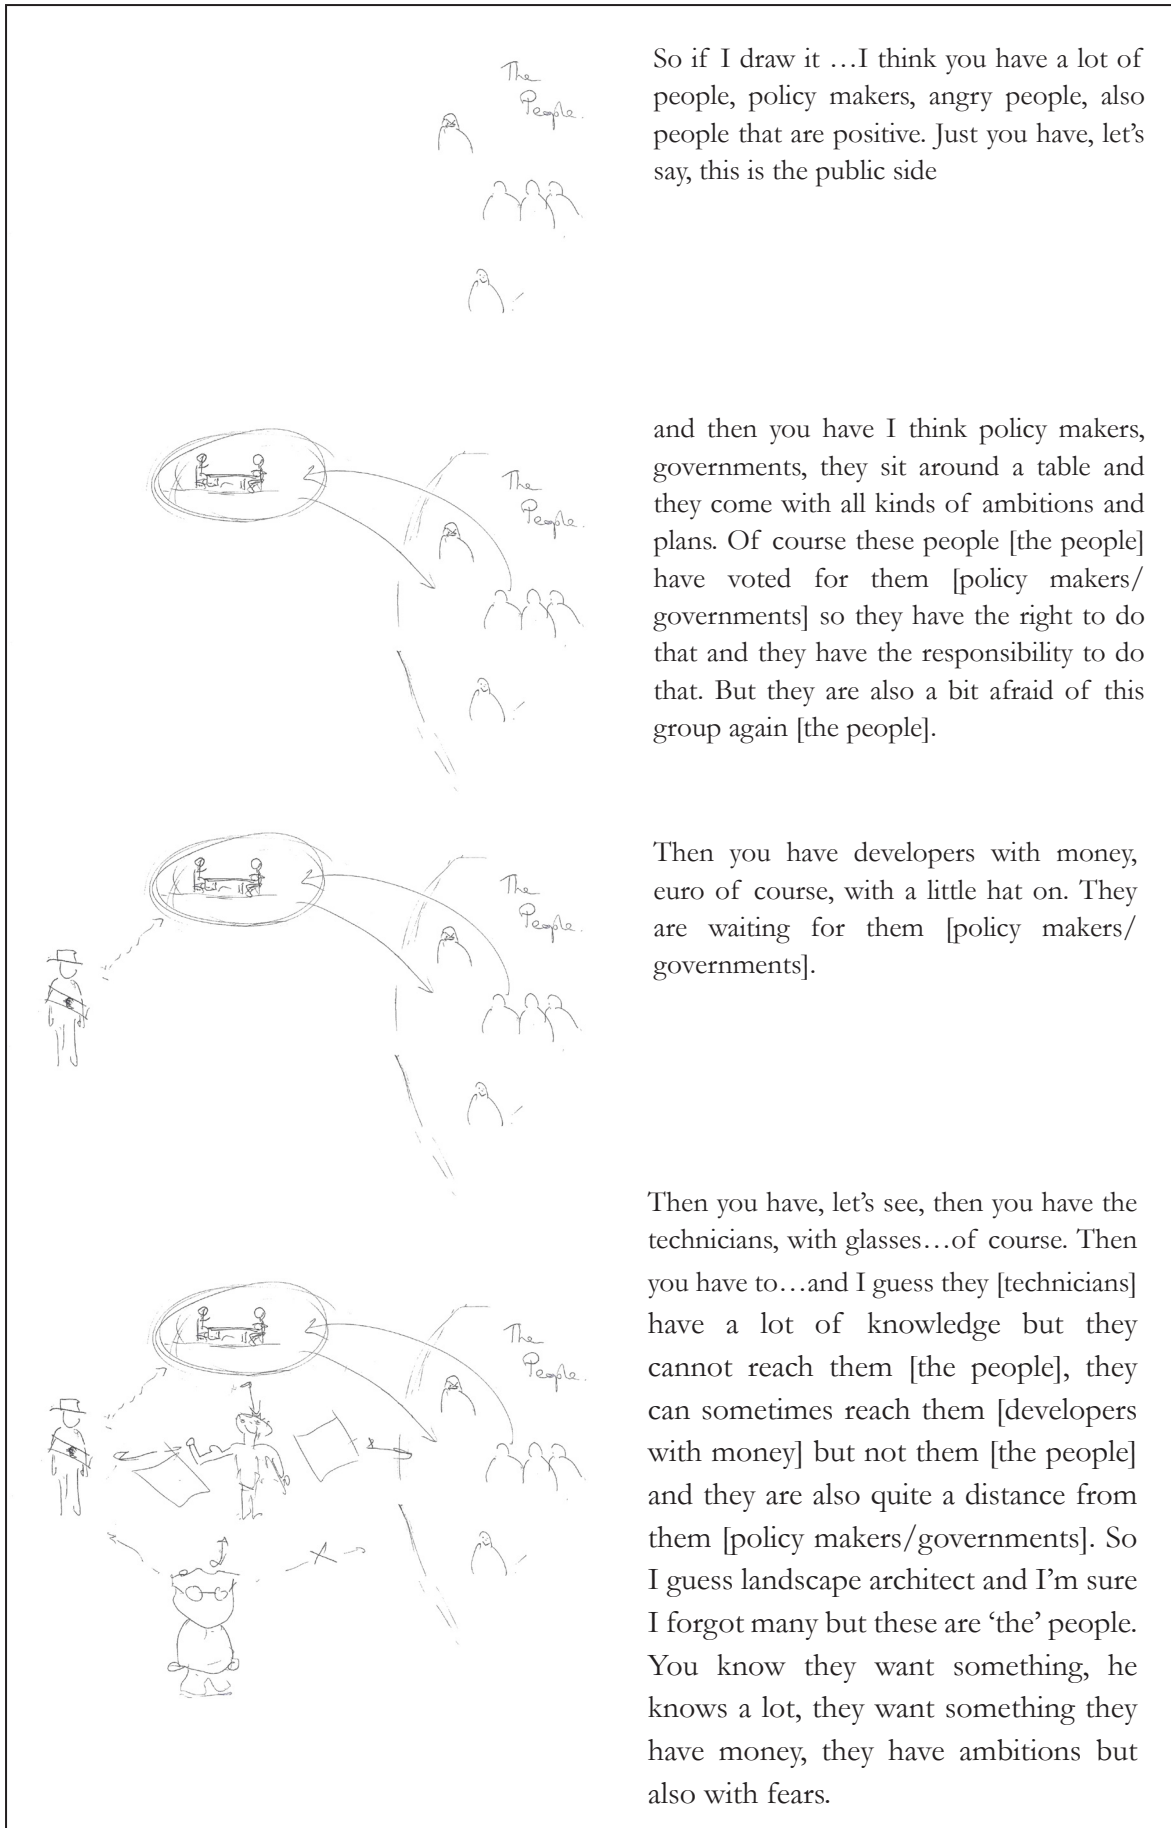 The
People.
So if I draw it …I think you have a lot of
people, policy makers, angry people, also
people that are positive. Just you have, let’s
say, this is the public side
The
People.
and then you have I think policy makers,
governments, they sit around a table and
they come with all kinds of ambitions and
plans. Of course these people [the people]
have voted for them [policy makers/
governments] so they have the right to do
that and they have the responsibility to do
that. But they are also a bit afraid of this
group again [the people].
The
People.
Then you have developers with money,
euro of course, with a little hat on. They
are waiting for them [policy makers/
governments].
The
People.
Then you have, let’s see, then you have the
technicians, with glasses…of course. Then
you have to…and I guess they [technicians]
have a lot of knowledge but they
cannot reach them [the people], they
can sometimes reach them [developers
with money] but not them [the people]
and they are also quite a distance from
them [policy makers/governments]. So
I guess landscape architect and I’m sure
I forgot many but these are ‘the’ people.
You know they want something, he
knows a lot, they want something they
have money, they have ambitions but
also with fears.